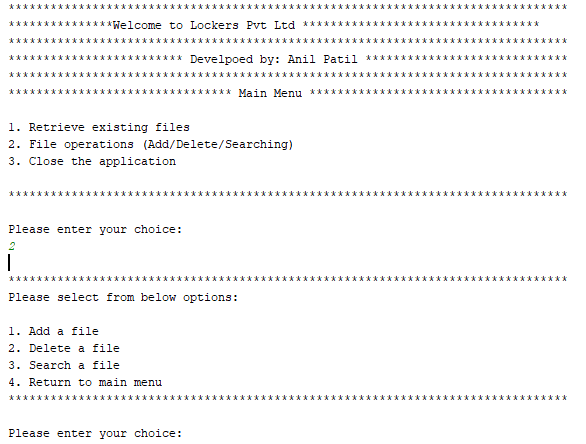 ********************************************************************************
***************Welcome to Lockers Pvt Ltd **********************************
********************************************************************************
************************* Develpoed by: Anil Patil *****************************
********************************************************************************
******************************** Main Menu *************************************
1. Retrieve existing files
2. File operations (Add/Delete/Searching)
3. Close the application
********************************************************************************
Please enter your choice:
2
********************************************************************************
Please select from below options:
1. Add a file
2. Delete a file
3. Search a file
4. Return to main menu
********************************************************************************
Please enter your choice: